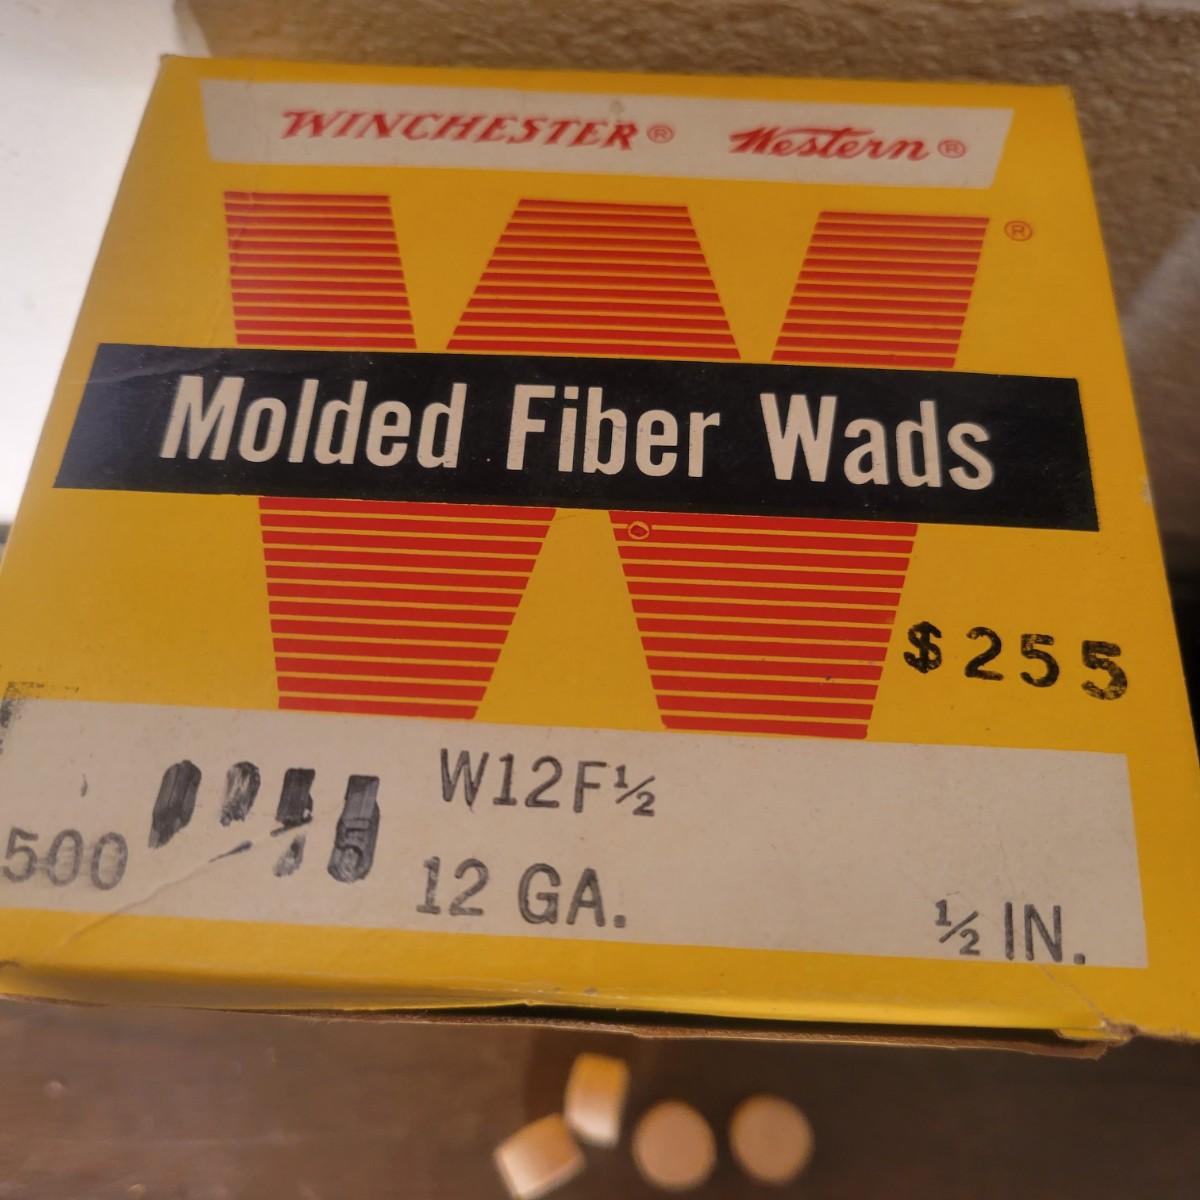 WINCHESTER® Western®
®
Molded Fiber Wads
$255
W12F½
500
12 GA.
½ IN.